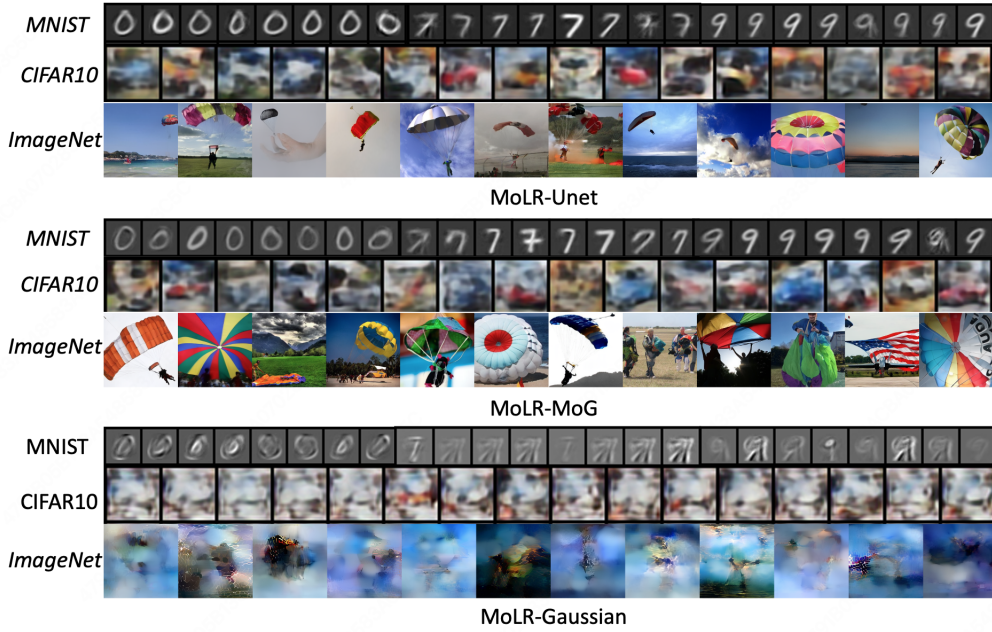 MNIST
CIFAR10
ImageNet
MoLR-Unet
MNIST
CIFAR10
ImageNet
MoLR-MoG
MNIST
CIFAR10
ImageNet
MoLR-Gaussian